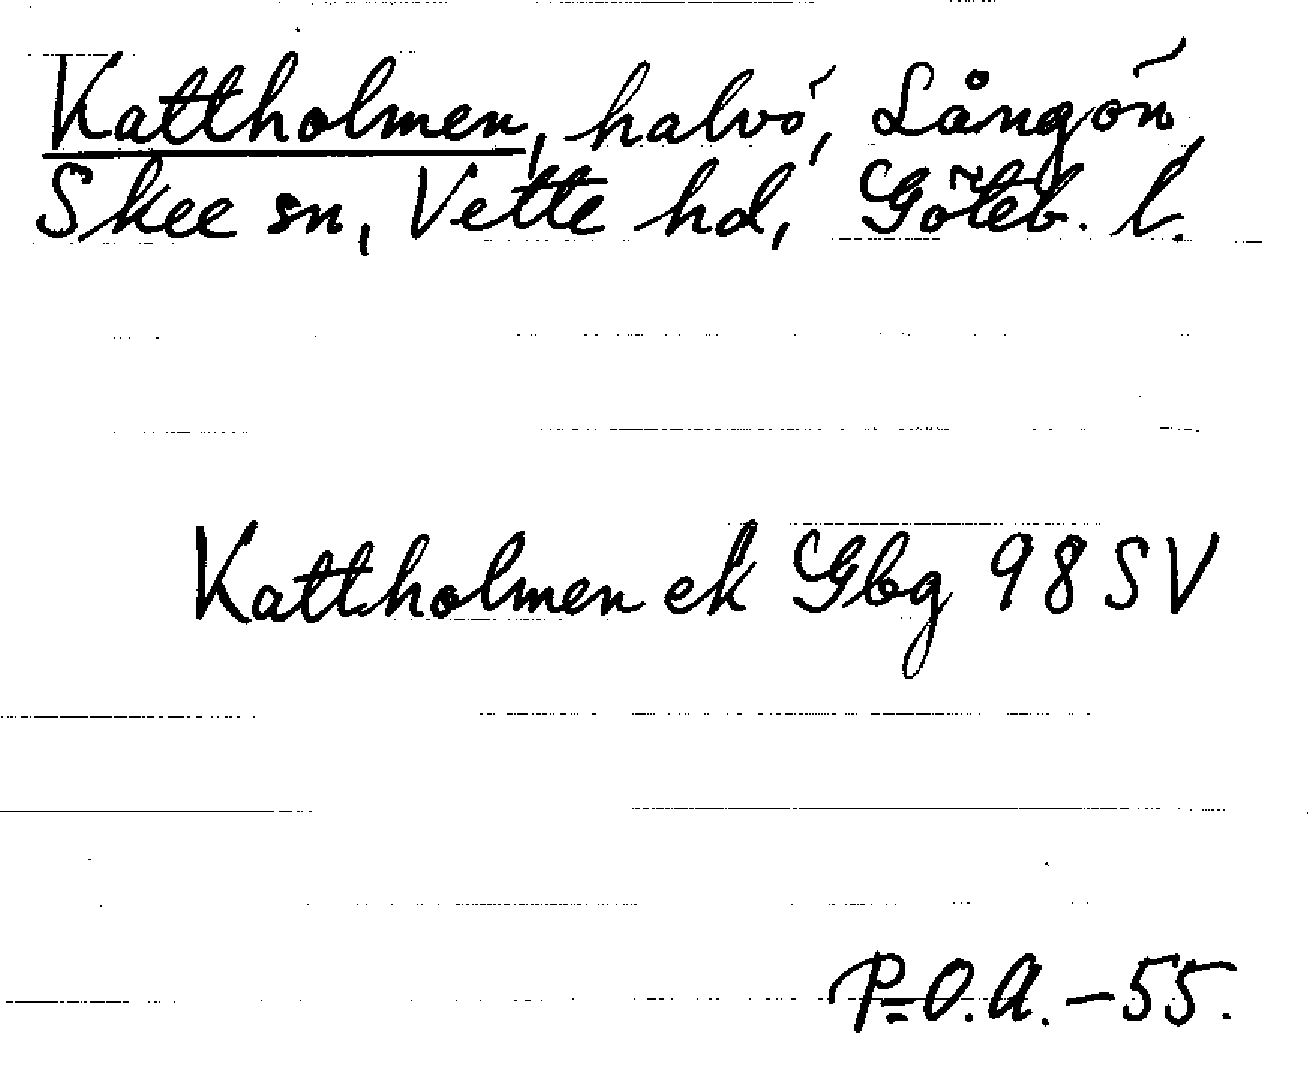 Kattholmen, halvö, Långön,
Skee sn, Vette hd, Göteb. l.
Kattholmen ek Gbg 98 SV
P-O.A. -55.